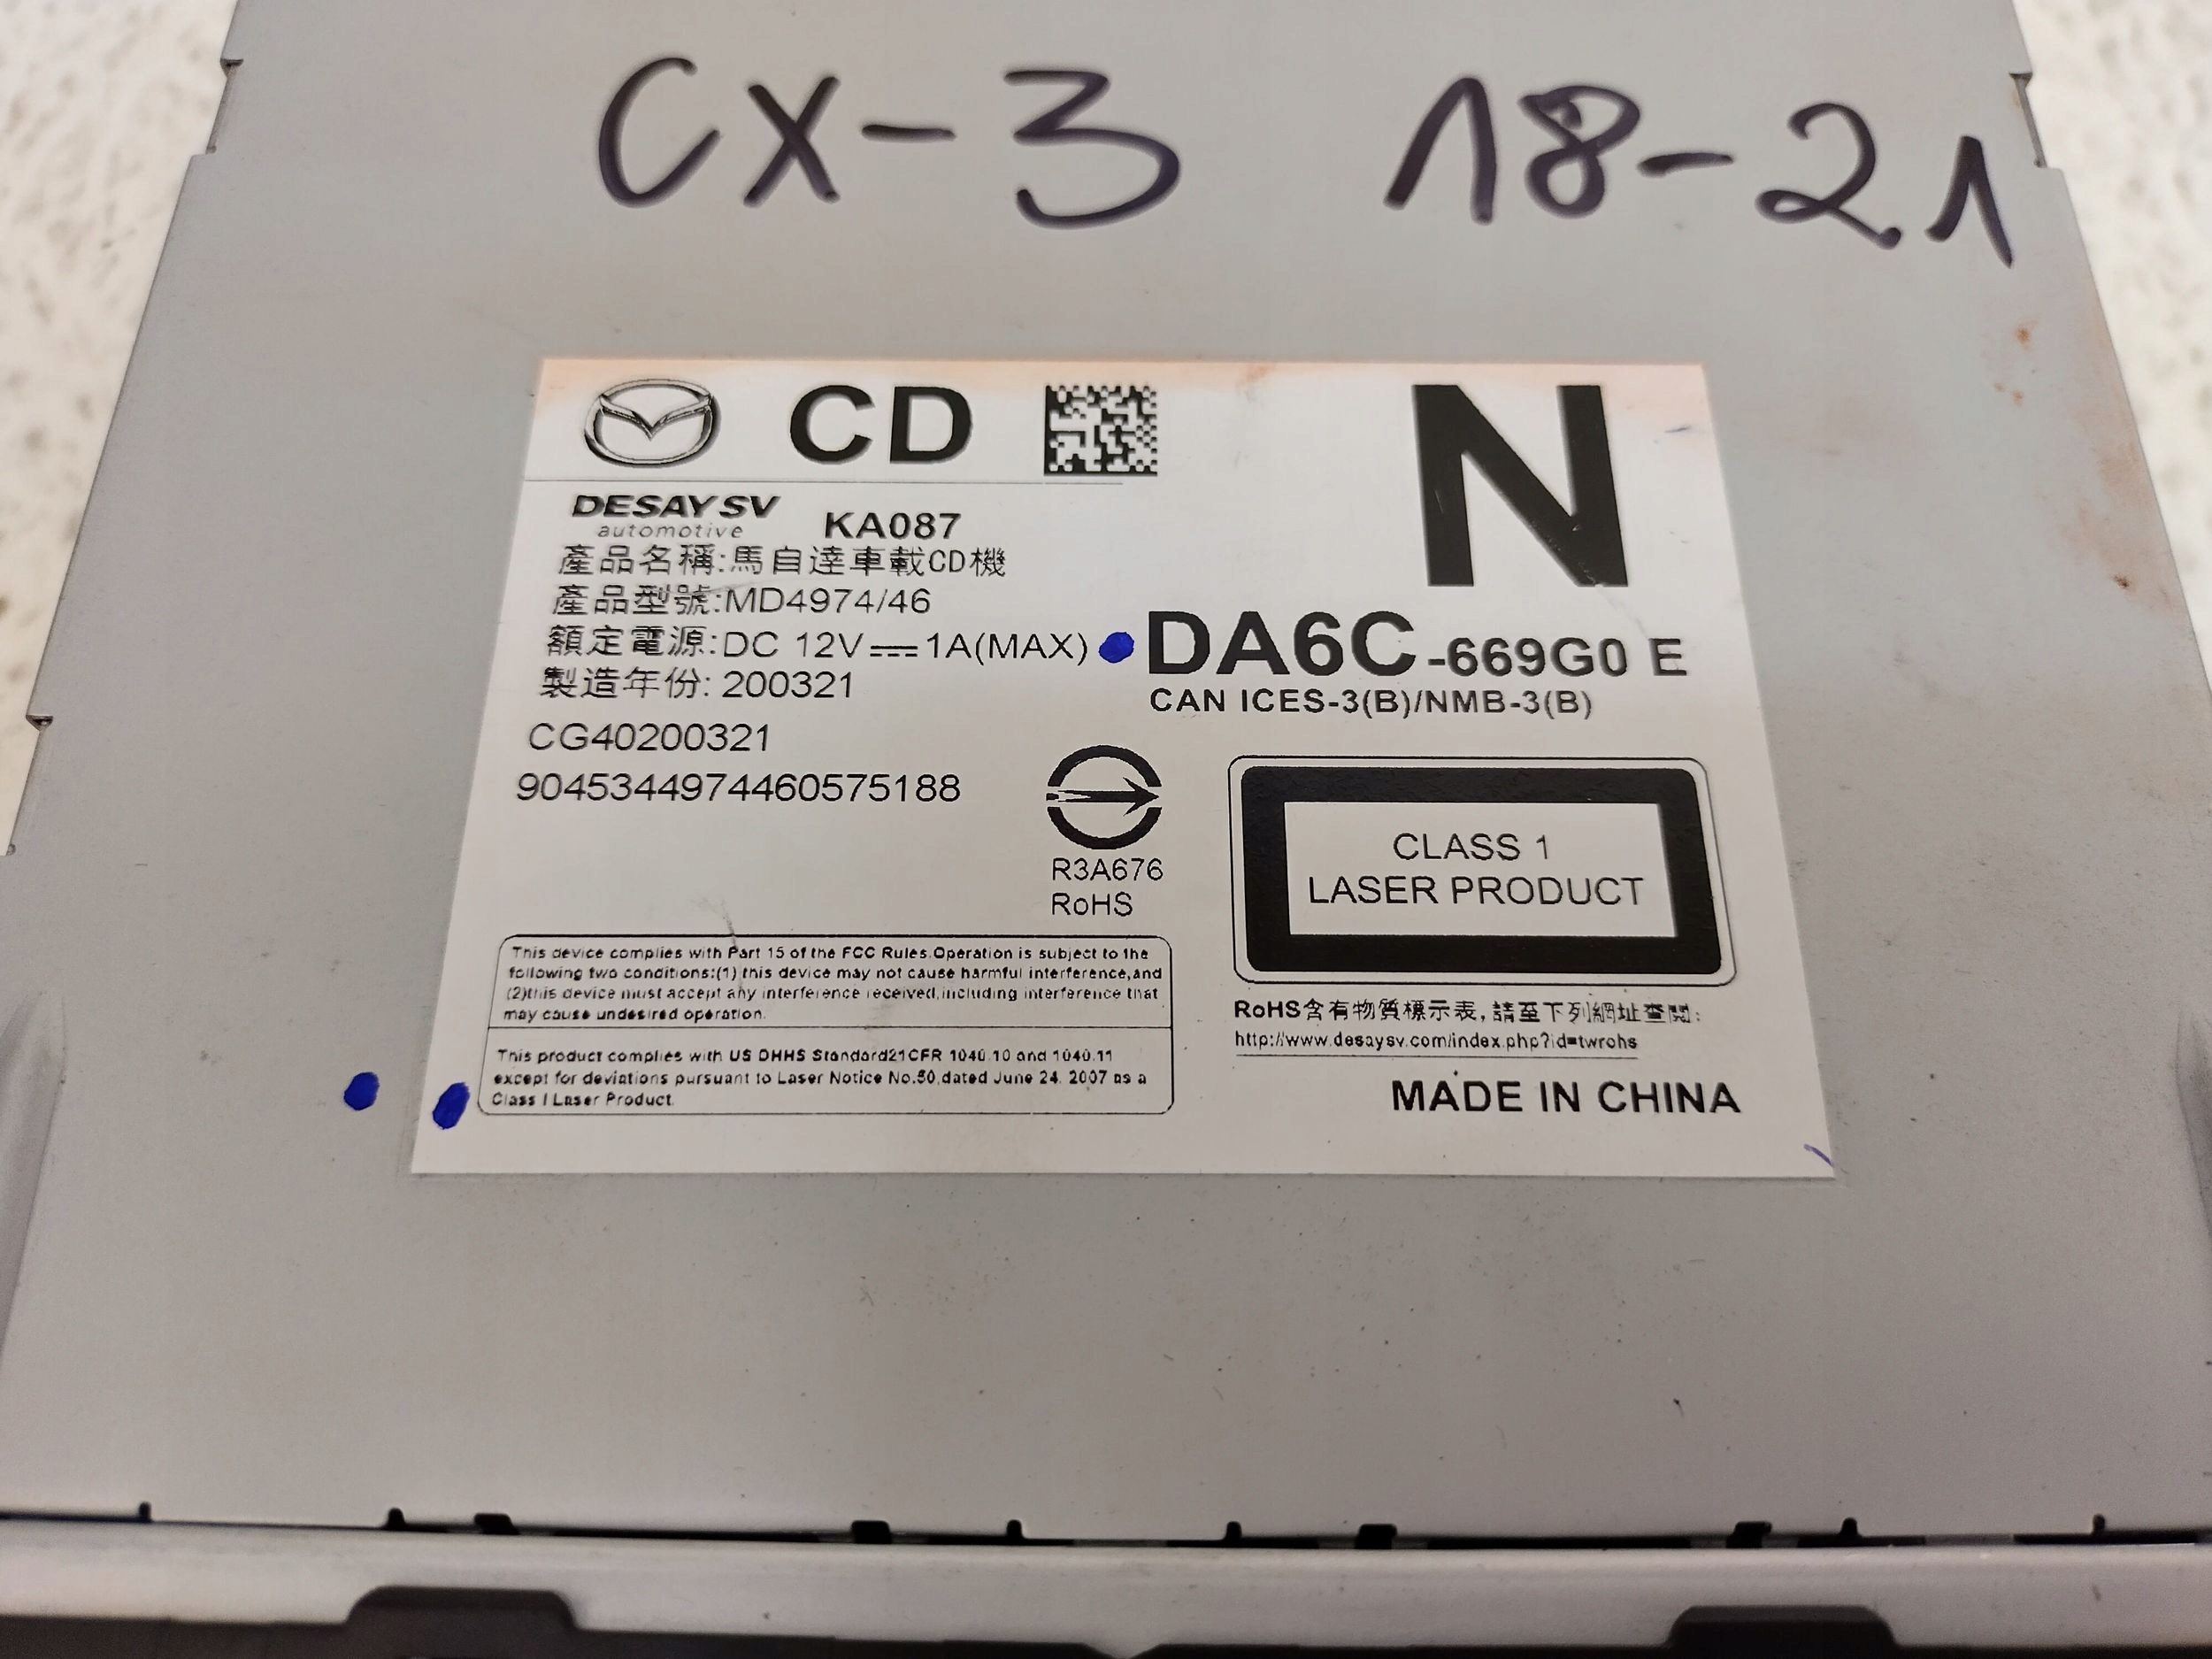 CX-3 18-21
CD
N
DESAY SV
automotive
KA087
產品名稱:馬自達車載CD機
產品型號:MD4974/46
額定電源:DC 12V⎓1A(MAX)
製造年份: 200321
DA6C-669G0 E
CAN ICES-3(B)/NMB-3(B)
CG40200321
9045344974460575188
R3A676
RoHS
CLASS 1
LASER PRODUCT
This device complies with Part 15 of the FCC Rules.Operation is subject to the
following two conditions:(1) this device may not cause harmful interference,and
(2)this device must accept any interference received,including interference that
may cause undesired operation.
This product complies with US DHHS Standard21CFR 1040.10 and 1040.11
except for deviations pursuant to Laser Notice No.50,dated June 24, 2007 as a
Class I Laser Product.
RoHS含有物質標示表,請至下列網址查閱:
http://www.desaysv.com/index.php?id=twrohs
MADE IN CHINA